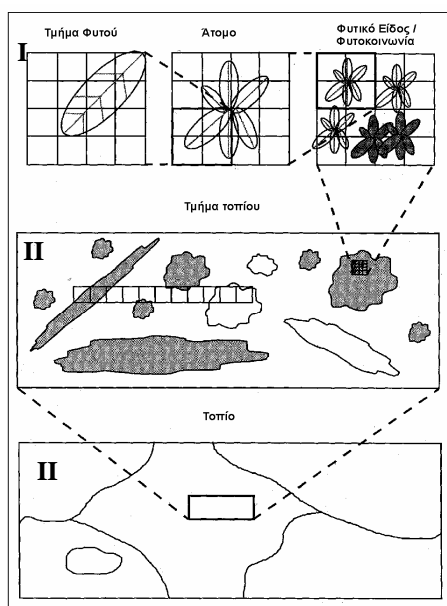 Τμήμα Φυτού
Άτομο
Φυτικό Είδος /
Φυτοκοινωνία
I
Τμήμα τοπίου
II
Τοπίο
II